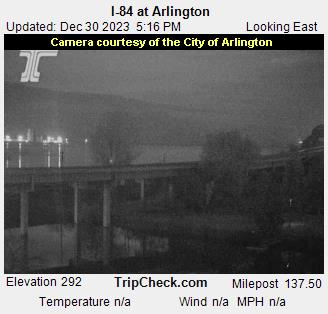 I-84 at Arlington
Updated: Dec 30 2023 5:16 PM Looking East
Camera courtesy of the City of Arlington
Elevation 292 TripCheck.com Milepost 137.50
Temperature n/a Wind n/a MPH n/a